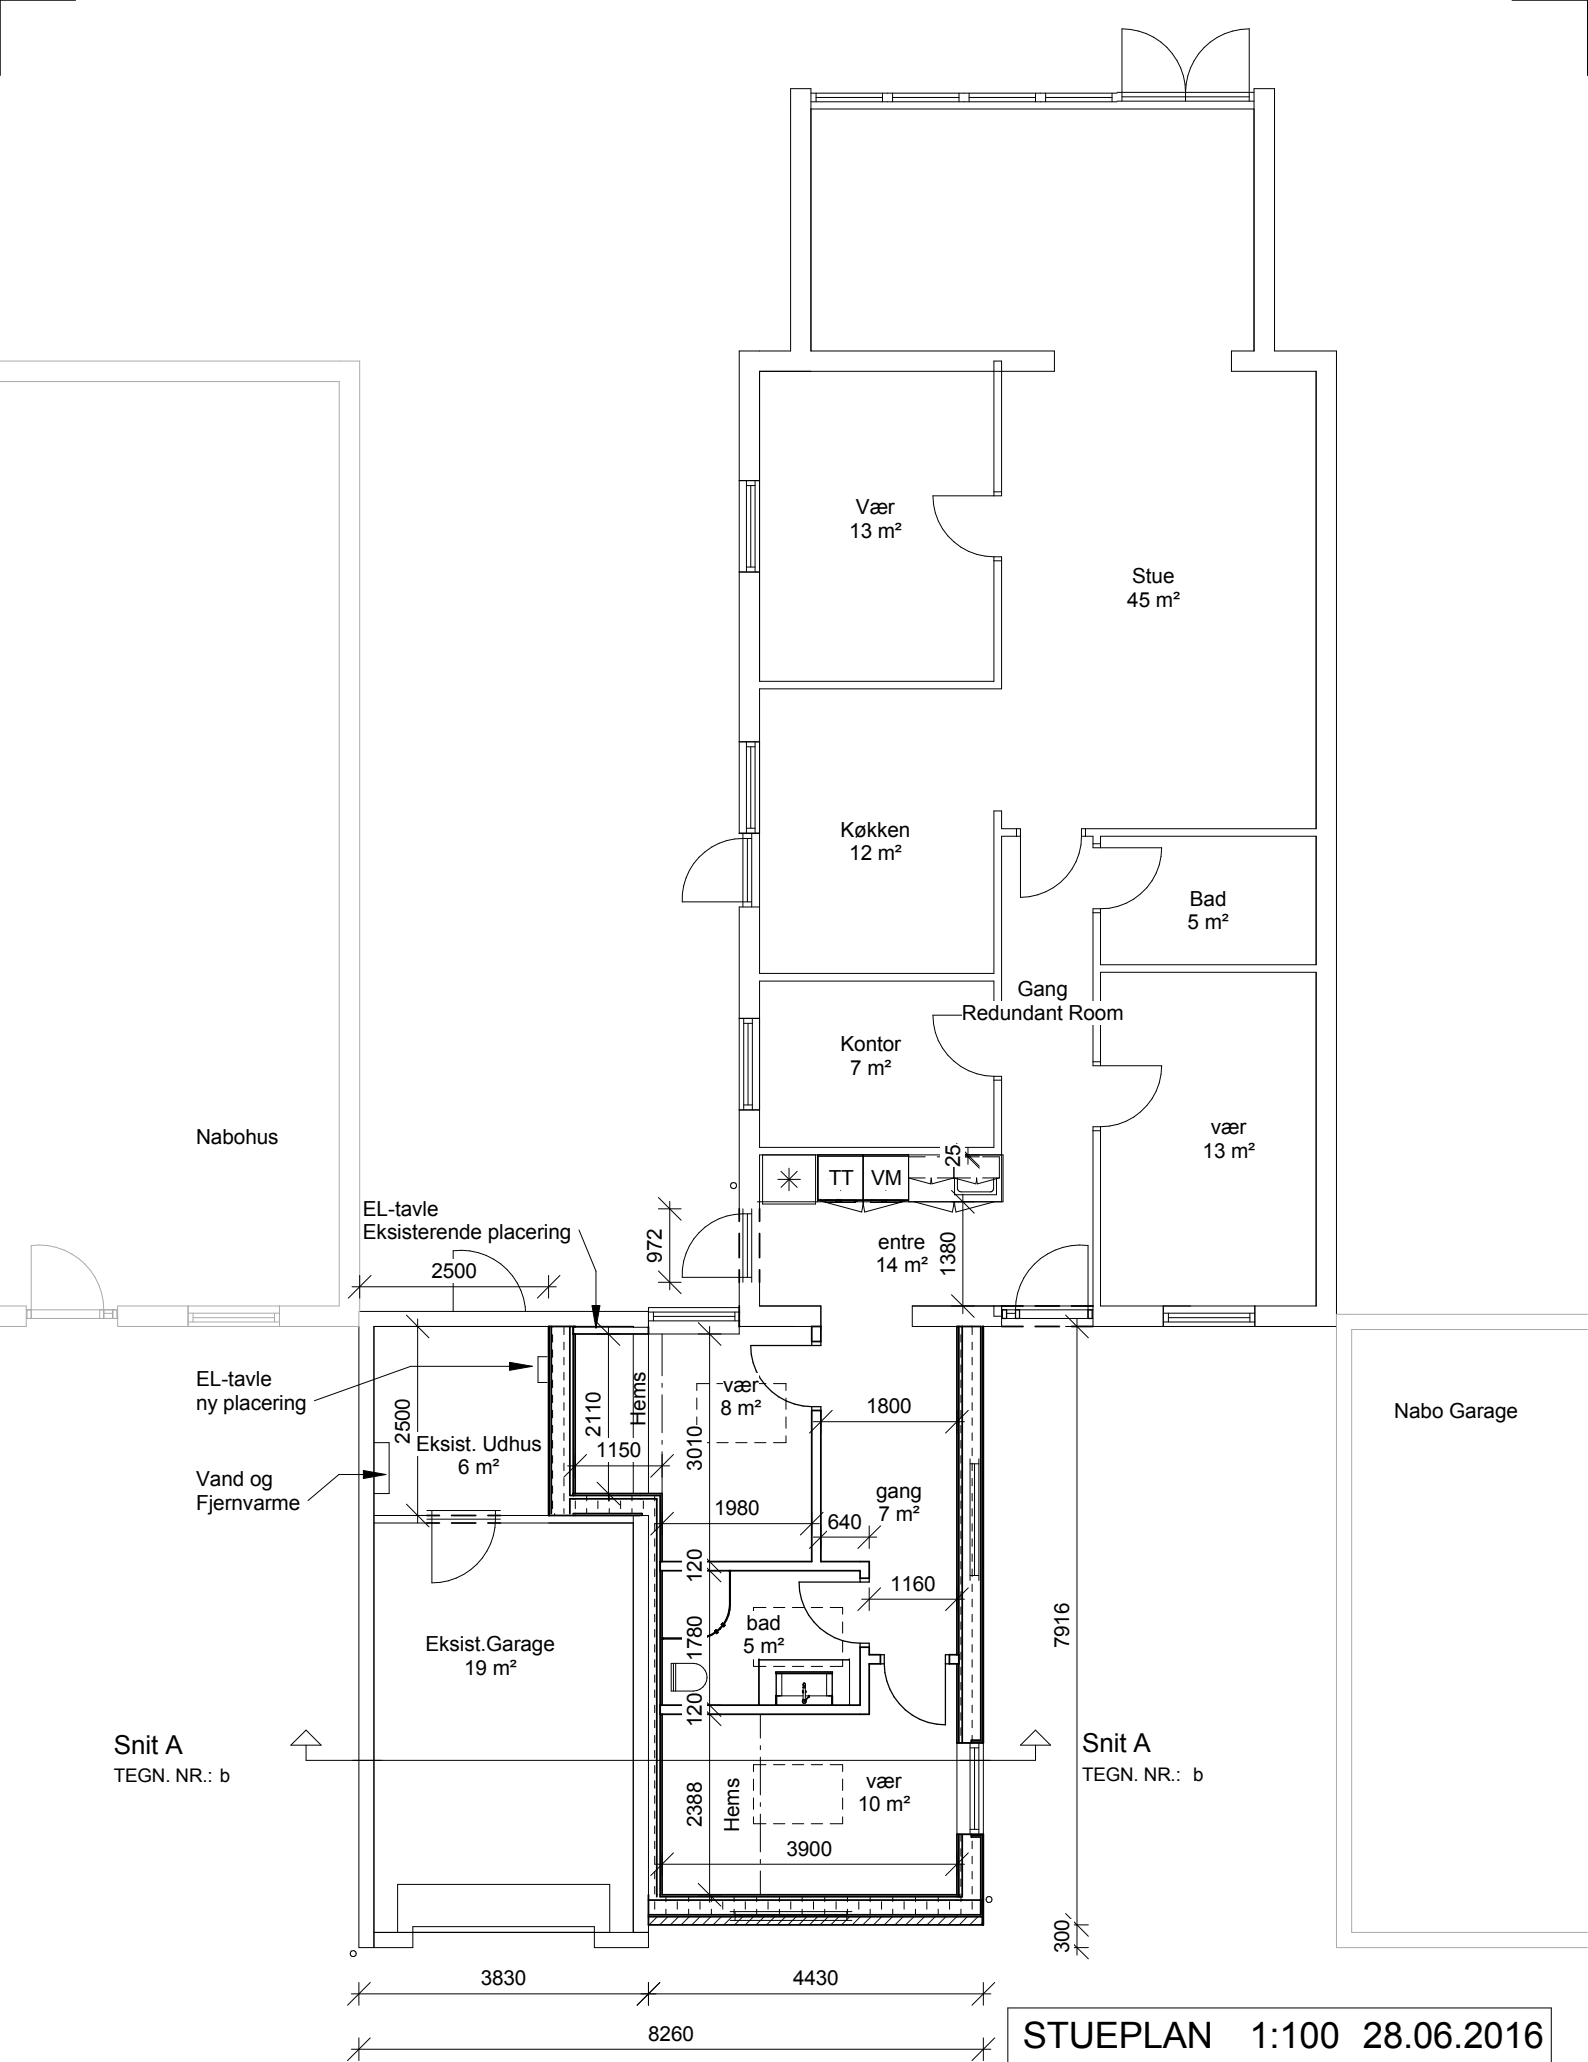 Vær
13 m²
Stue
45 m²
Køkken
12 m²
Bad
5 m²
Gang
Redundant Room
Kontor
7 m²
vær
13 m²
Nabohus
25
TT
VM
EL-tavle
Eksisterende placering
972
entre
14 m²
1380
2500
EL-tavle
ny placering
2500
Eksist. Udhus
6 m²
Vand og
Fjernvarme
2110
Hems
1150
vær
8 m²
3010
1800
1980
640
gang
7 m²
Nabo Garage
120
1160
1780
bad
5 m²
7916
Eksist.Garage
19 m²
120
Snit A
TEGN. NR.: b
Snit A
TEGN. NR.: b
2388
Hems
vær
10 m²
3900
300
3830
4430
8260
STUEPLAN 1:100 28.06.2016